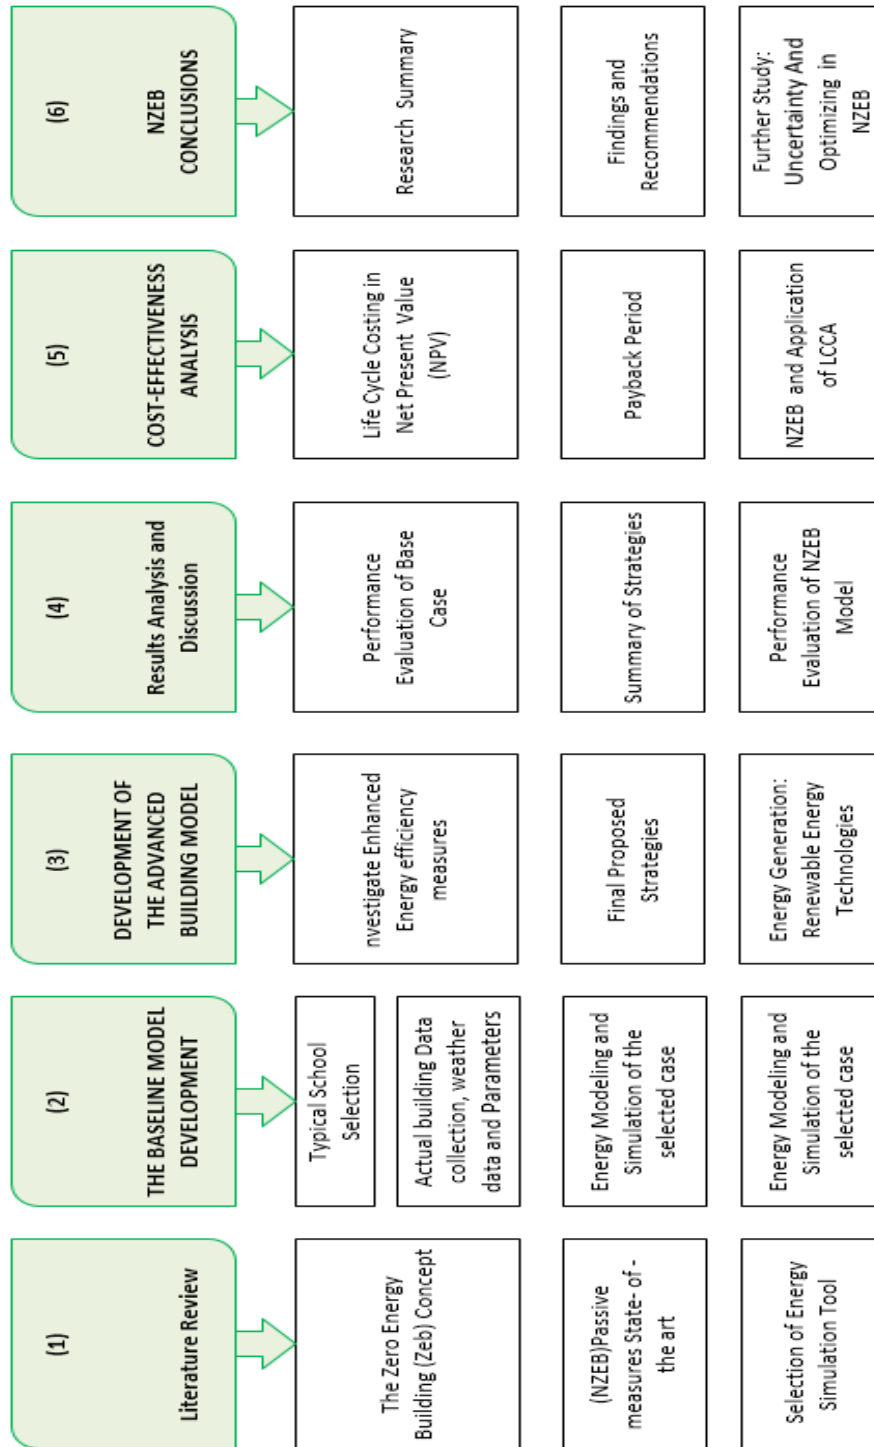 (1)
Literature Review
The Zero Energy
Building (Zeb) Concept
(NZEB)Passive
measures State- of -
the art
Selection of Energy
Simulation Tool
(2)
THE BASELINE MODEL
DEVELOPMENT
Typical School
Selection
Actual building Data
collection, weather
data and Parameters
Energy Modeling and
Simulation of the
selected case
Energy Modeling and
Simulation of the
selected case
(3)
DEVELOPMENT OF
THE ADVANCED
BUILDING MODEL
nvestigate Enhanced
Energy efficiency
measures
Final Proposed
Strategies
Energy Generation:
Renewable Energy
Technologies
(4)
Results Analysis and
Discussion
Performance
Evaluation of Base
Case
Summary of Strategies
Performance
Evaluation of NZEB
Model
(5)
COST-EFFECTIVENESS
ANALYSIS
Life Cycle Costing in
Net Present Value
(NPV)
Payback Period
NZEB and Application
of LCCA
(6)
NZEB
CONCLUSIONS
Research Summary
Findings and
Recommendations
Further Study:
Uncertainty And
Optimizing in
NZEB